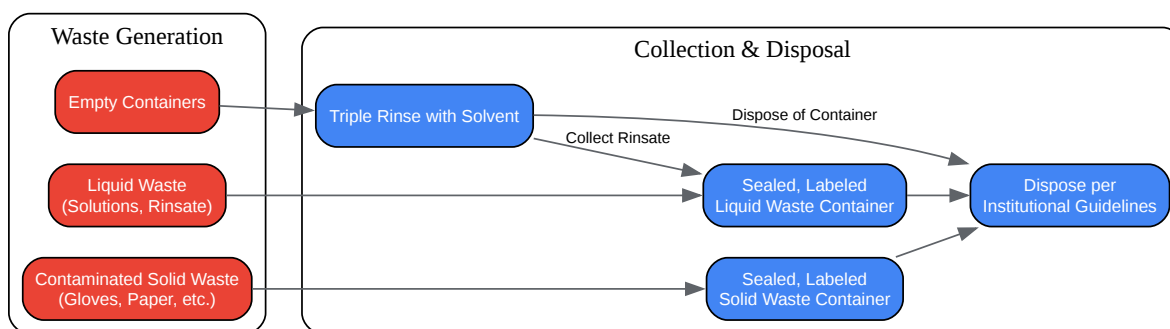 Waste Generation
Collection & Disposal
Empty Containers
Triple Rinse with Solvent
Dispose of Container
Collect Rinsate
Liquid Waste
(Solutions, Rinsate)
Sealed, Labeled
Liquid Waste Container
Dispose per
Institutional Guidelines
Contaminated Solid Waste
(Gloves, Paper, etc.)
Sealed, Labeled
Solid Waste Container